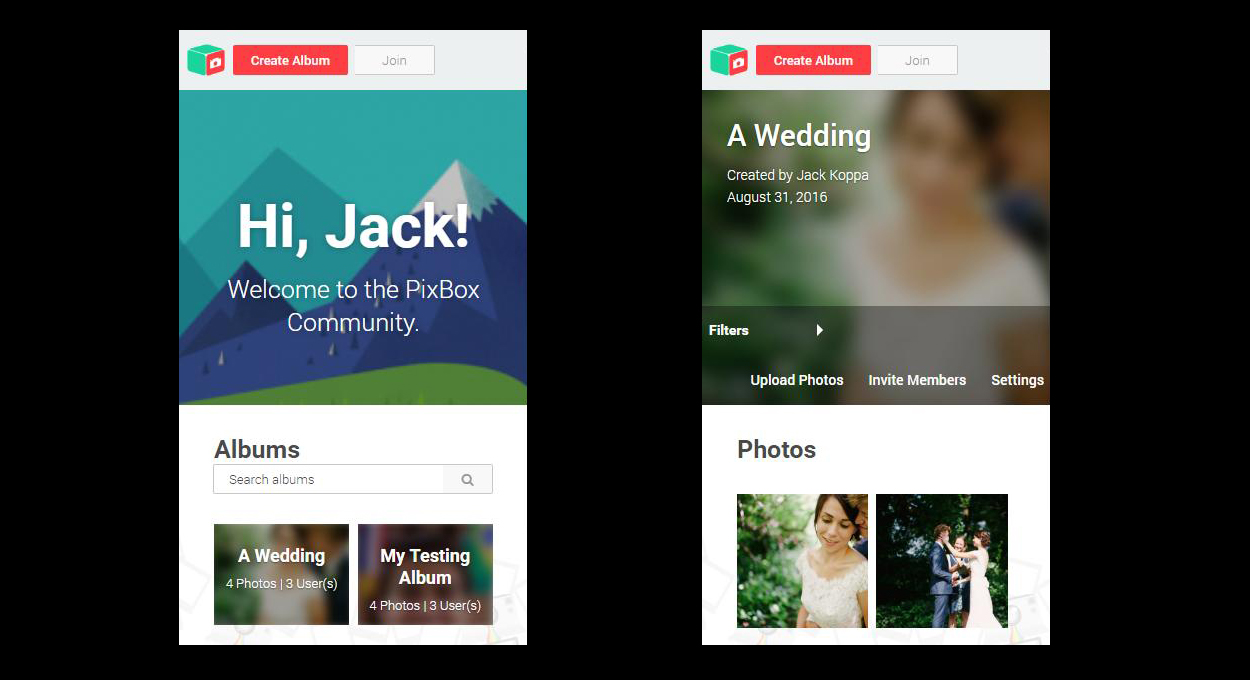 Create Album
Join
Hi, Jack!
Welcome to the PixBox
Community.
Albums
Search albums
A Wedding
4 Photos | 3 User(s)
My Testing
Album
4 Photos | 3 User(s)
Create Album
Join
A Wedding
Created by Jack Koppa
August 31, 2016
Filters
Upload Photos Invite Members Settings
Photos